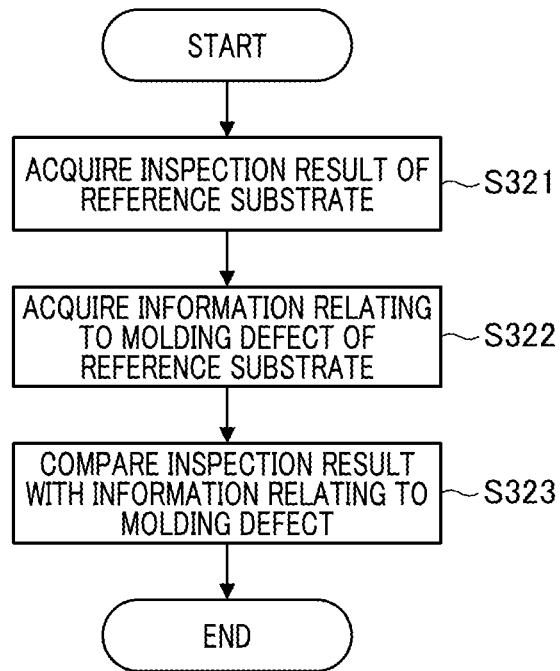 START
ACQUIRE INSPECTION RESULT OF
REFERENCE SUBSTRATE
S321
ACQUIRE INFORMATION RELATING
TO MOLDING DEFECT OF
REFERENCE SUBSTRATE
S322
COMPARE INSPECTION RESULT
WITH INFORMATION RELATING TO
MOLDING DEFECT
S323
END